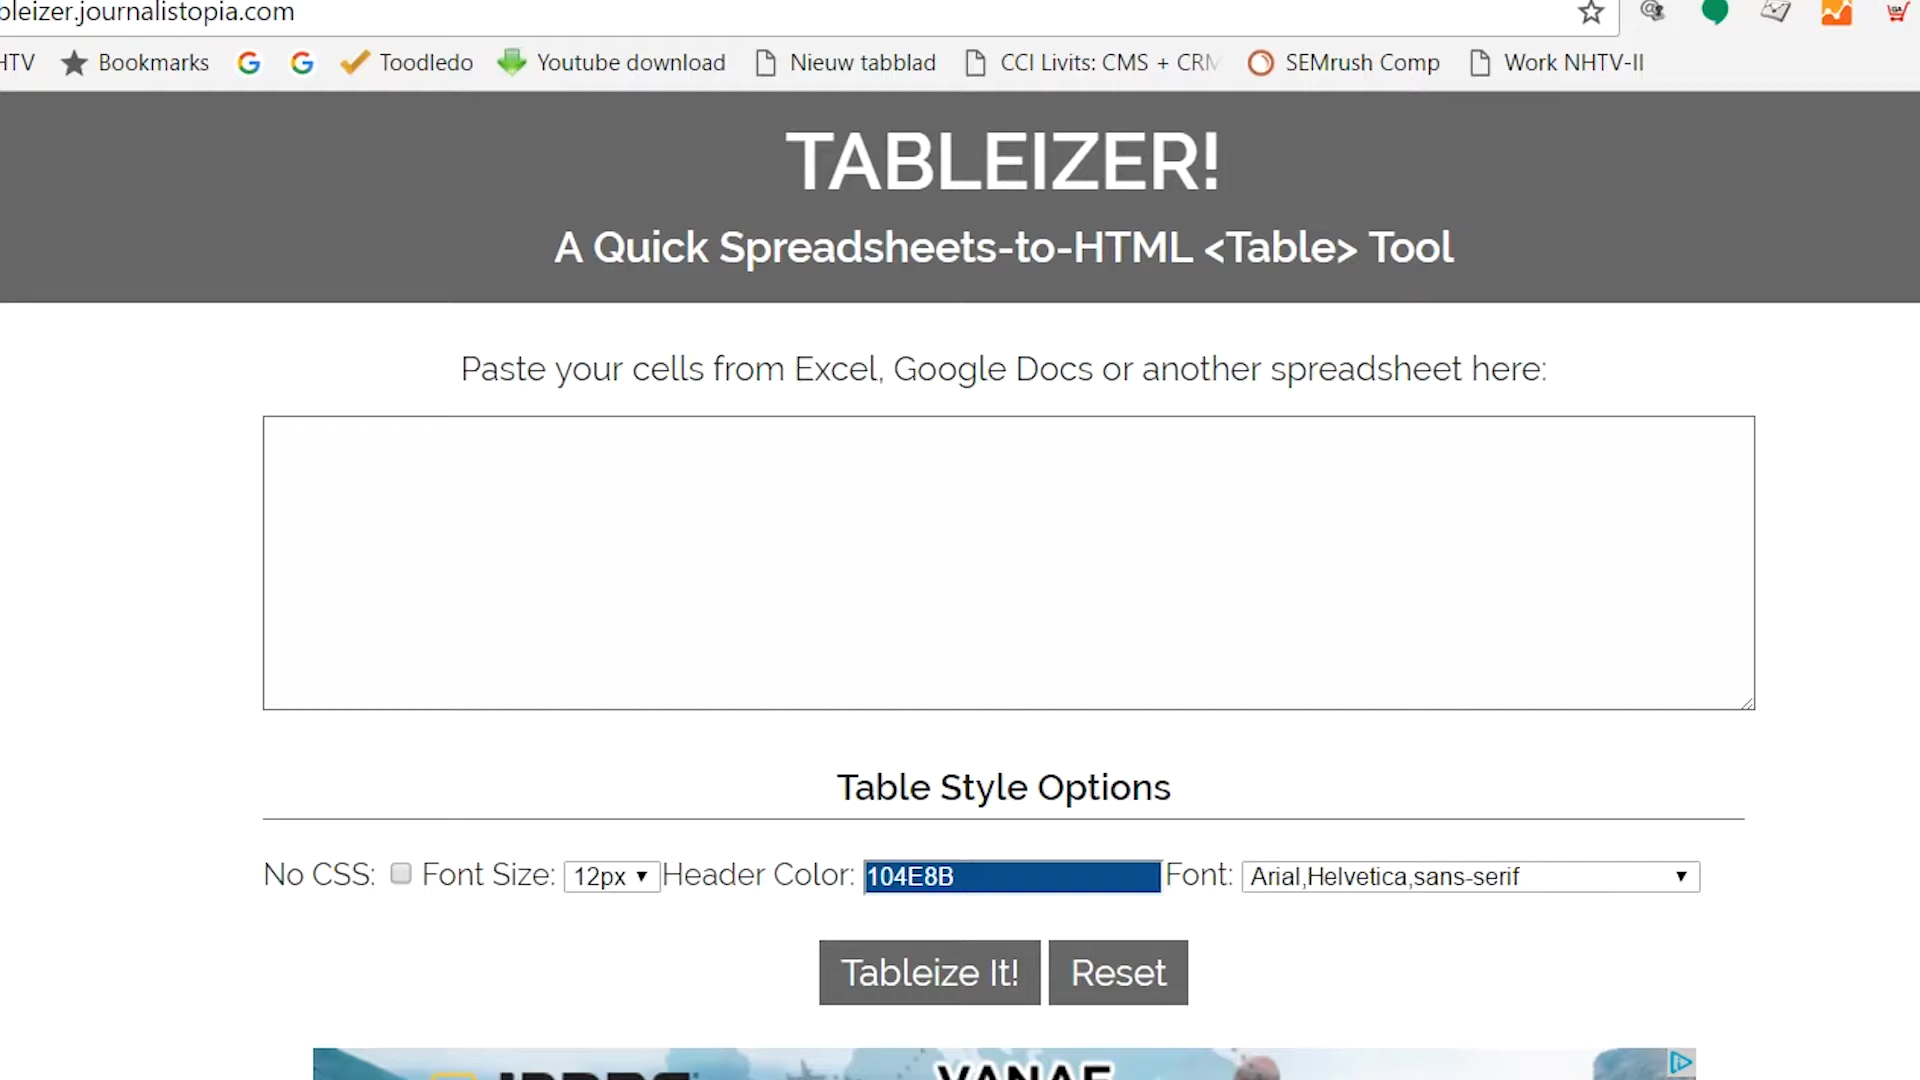 bleizer.journalistopia.com
HTV Bookmarks Toodledo Youtube download Nieuw tabblad CCI Livits: CMS + CRM SEMrush Comp Work NHTV-II
TABLEIZER!
A Quick Spreadsheets-to-HTML <Table> Tool
Paste your cells from Excel, Google Docs or another spreadsheet here:
Table Style Options
No CSS: Font Size: 12px Header Color: 104E8B Font: Arial,Helvetica,sans-serif
Tableize It! Reset
VANAF